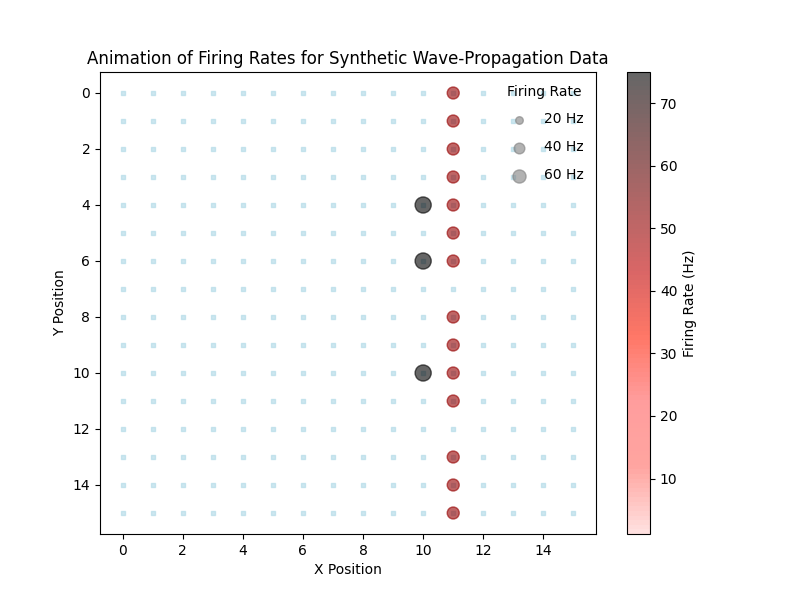 Animation of Firing Rates for Synthetic Wave-Propagation Data
Firing Rate
20 Hz
40 Hz
60 Hz
0
2
4
6
8
10
12
14
Y Position
0 2 4 6 8 10 12 14
X Position
70
60
50
40
30
20
10
Firing Rate (Hz)